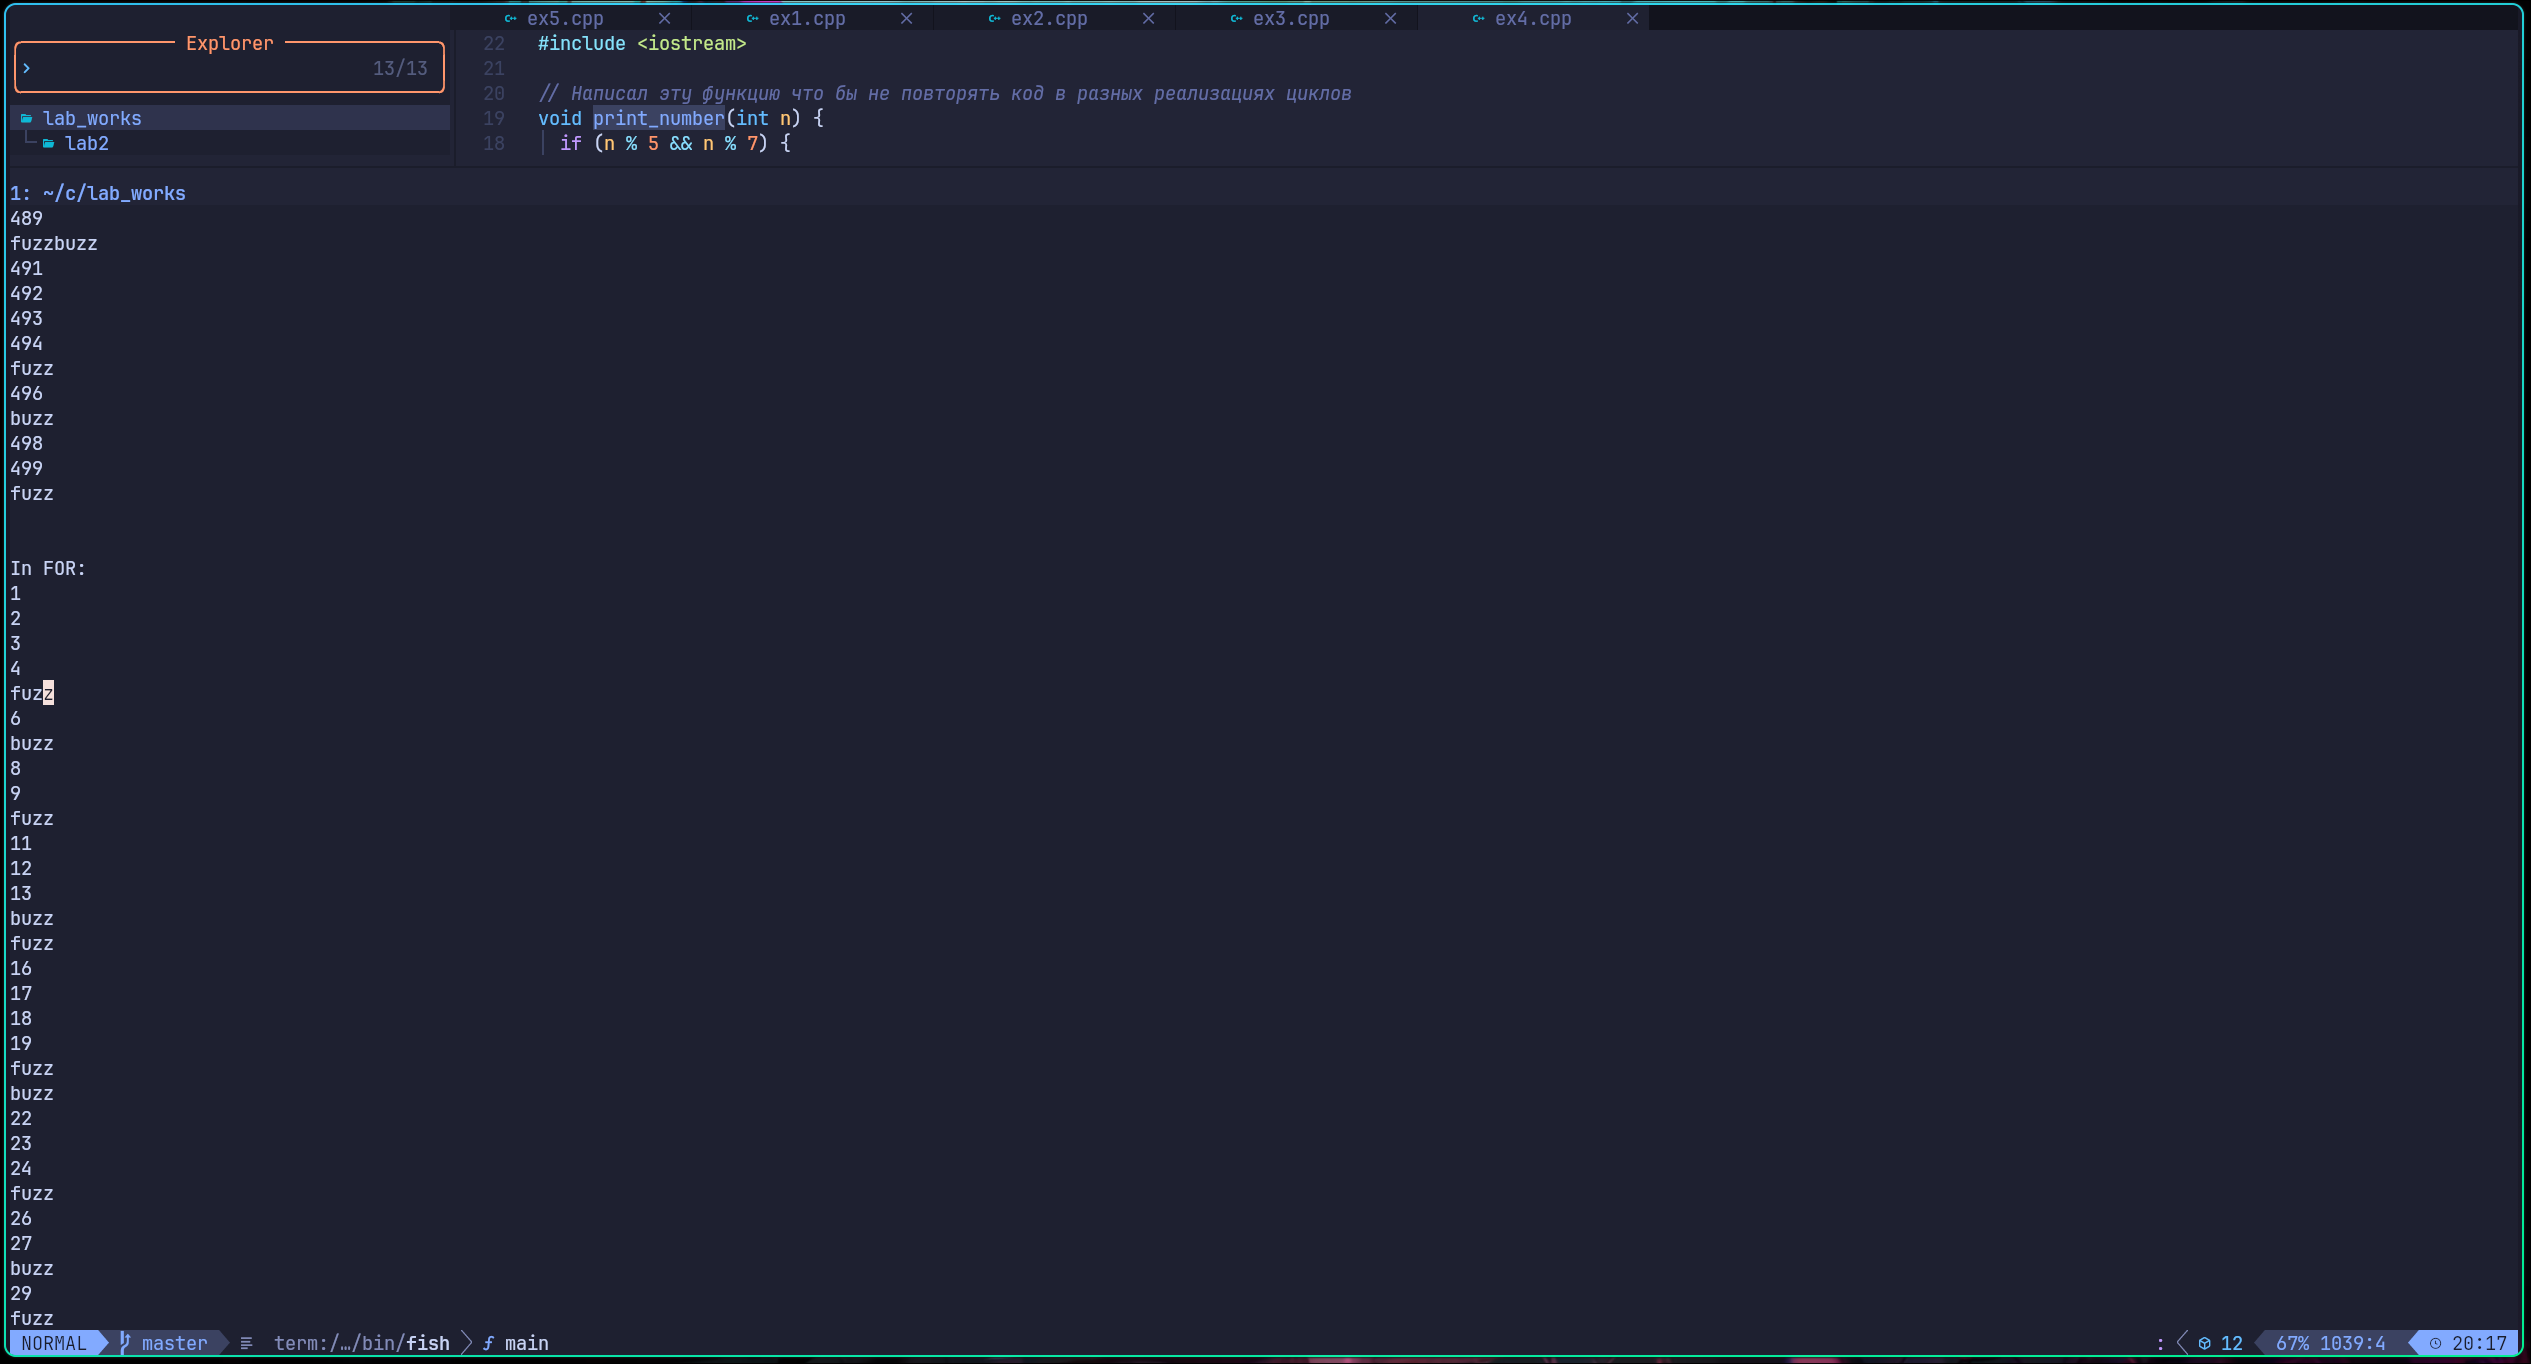 ex5.cpp ex1.cpp ex2.cpp ex3.cpp ex4.cpp
Explorer
13/13
lab_works
lab2
22 #include <iostream>
21
20 // Написал эту функцию что бы не повторять код в разных реализациях циклов
19 void print_number(int n) {
18 if (n % 5 && n % 7) {
1: ~/c/lab_works
489
fuzzbuzz
491
492
493
494
fuzz
496
buzz
498
499
fuzz
In FOR:
1
2
3
4
fuzz
6
buzz
8
9
fuzz
11
12
13
buzz
fuzz
16
17
18
19
fuzz
buzz
22
23
24
fuzz
26
27
buzz
29
fuzz
NORMAL master term:/…/bin/fish main : 12 67% 1039:4 20:17